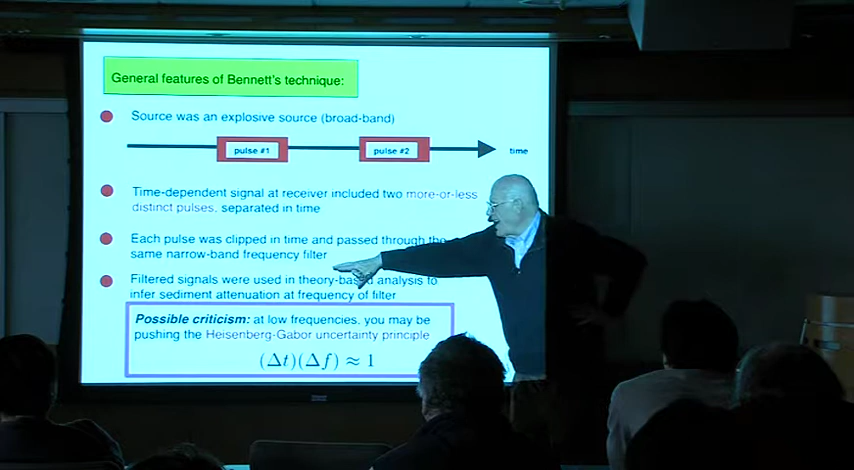 General features of Bennett's technique:
Source was an explosive source (broad-band)
pulse #1
pulse #2
time
Time-dependent signal at receiver included two more-or-less
distinct pulses, separated in time
Each pulse was clipped in time and passed through the
same narrow-band frequency filter
Filtered signals were used in theory-based analysis to
infer sediment attenuation at frequency of filter
Possible criticism: at low frequencies, you may be
pushing the Heisenberg-Gabor uncertainty principle
(Δt)(Δf) ≈ 1